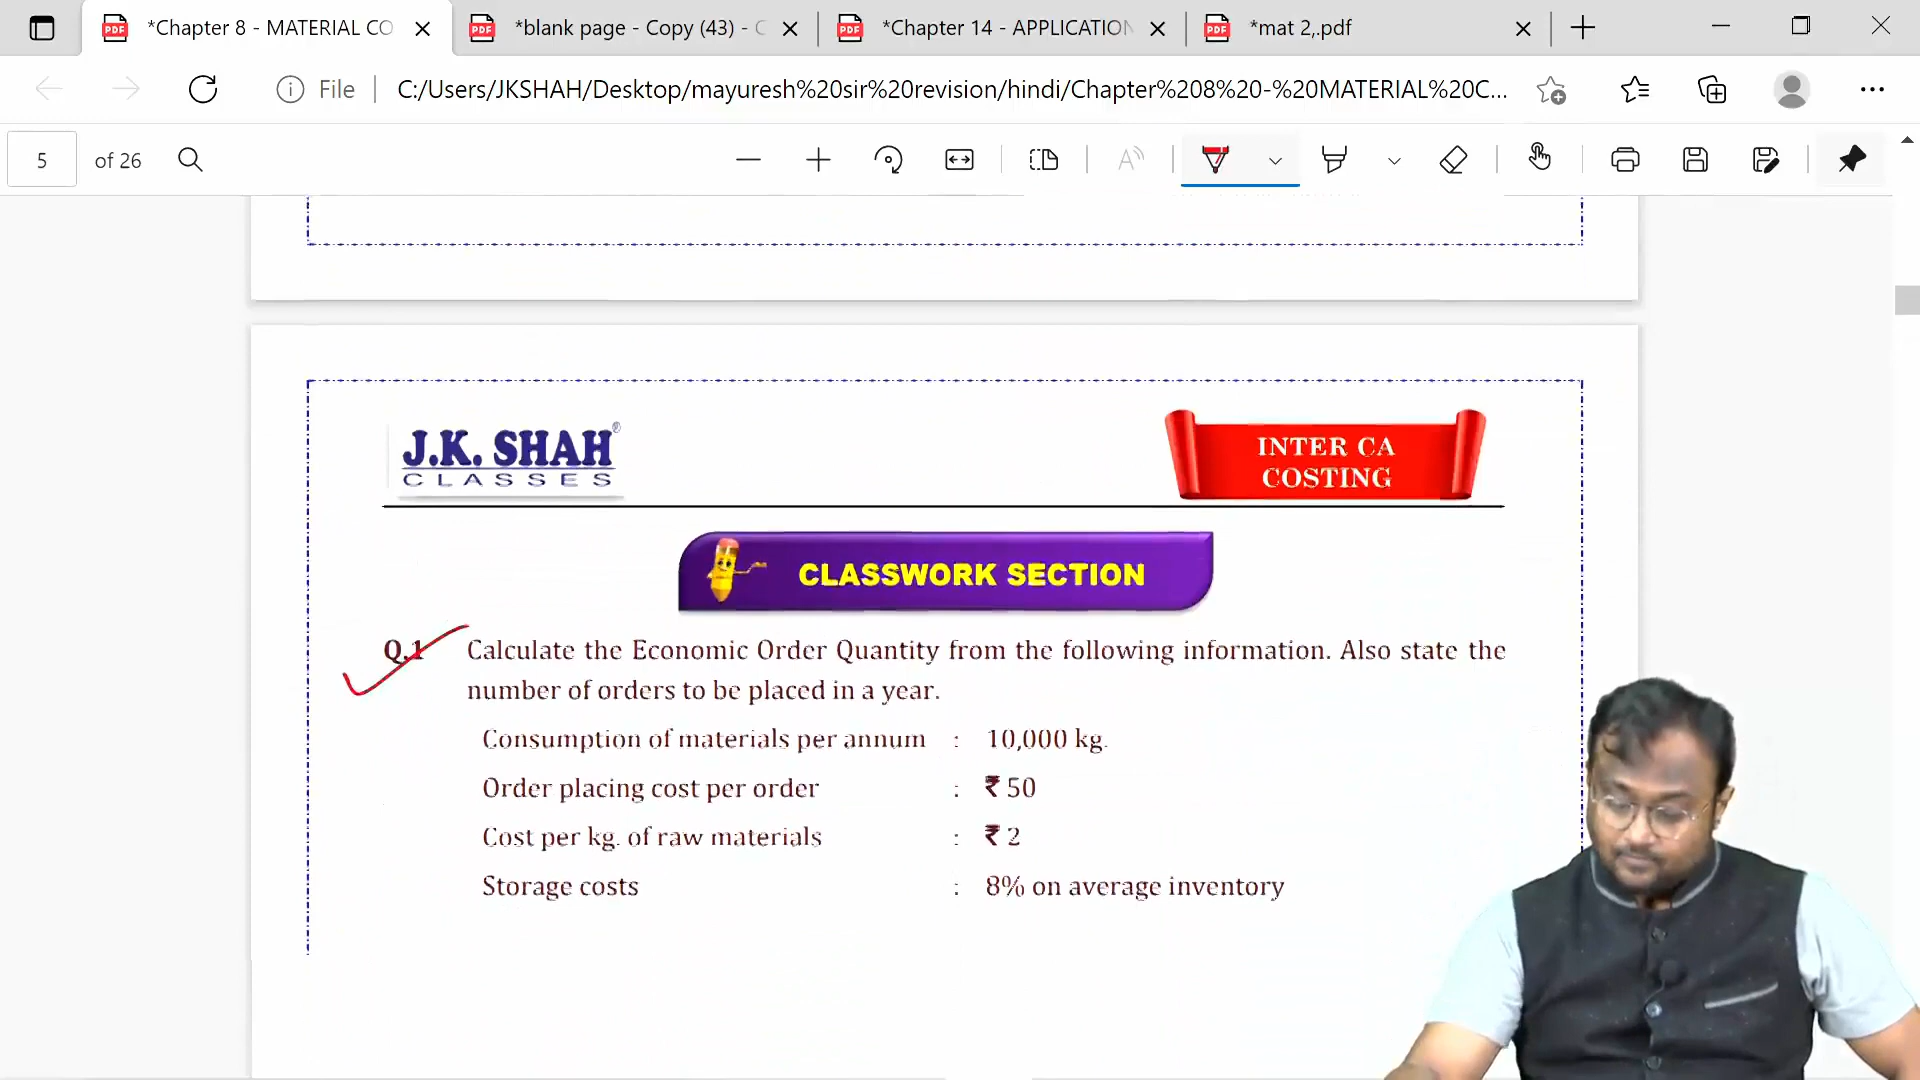 *Chapter 8 - MATERIAL CO
*blank page - Copy (43) - C
*Chapter 14 - APPLICATION
*mat 2,.pdf
File
C:/Users/JKSHAH/Desktop/mayuresh%20sir%20revision/hindi/Chapter%208%20-%20MATERIAL%20C...
5 of 26
J.K. SHAH®
CLASSES
INTER CA
COSTING
CLASSWORK SECTION
Q.1 Calculate the Economic Order Quantity from the following information. Also state the
number of orders to be placed in a year.
Consumption of materials per annum : 10,000 kg.
Order placing cost per order : ₹ 50
Cost per kg. of raw materials : ₹ 2
Storage costs : 8% on average inventory